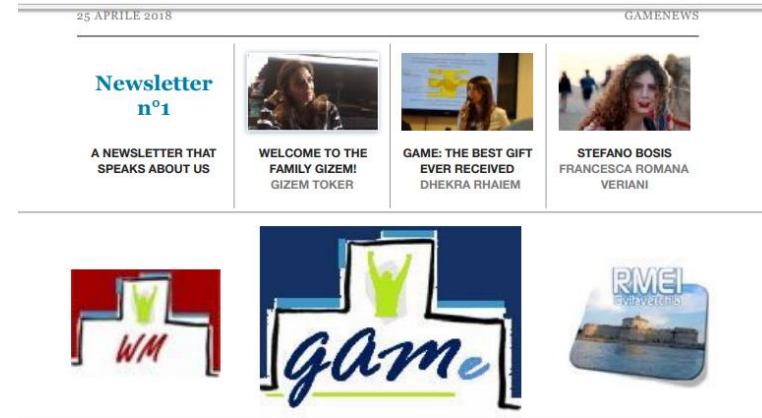 25 APRILE 2018
GAMENEWS
Newsletter
n°1
A NEWSLETTER THAT
SPEAKS ABOUT US
WELCOME TO THE
FAMILY GIZEM!
GIZEM TOKER
GAME: THE BEST GIFT
EVER RECEIVED
DHEKRA RHAIEM
STEFANO BOSIS
FRANCESCA ROMANA
VERIANI
WM
game
RMEI
civitavecchia